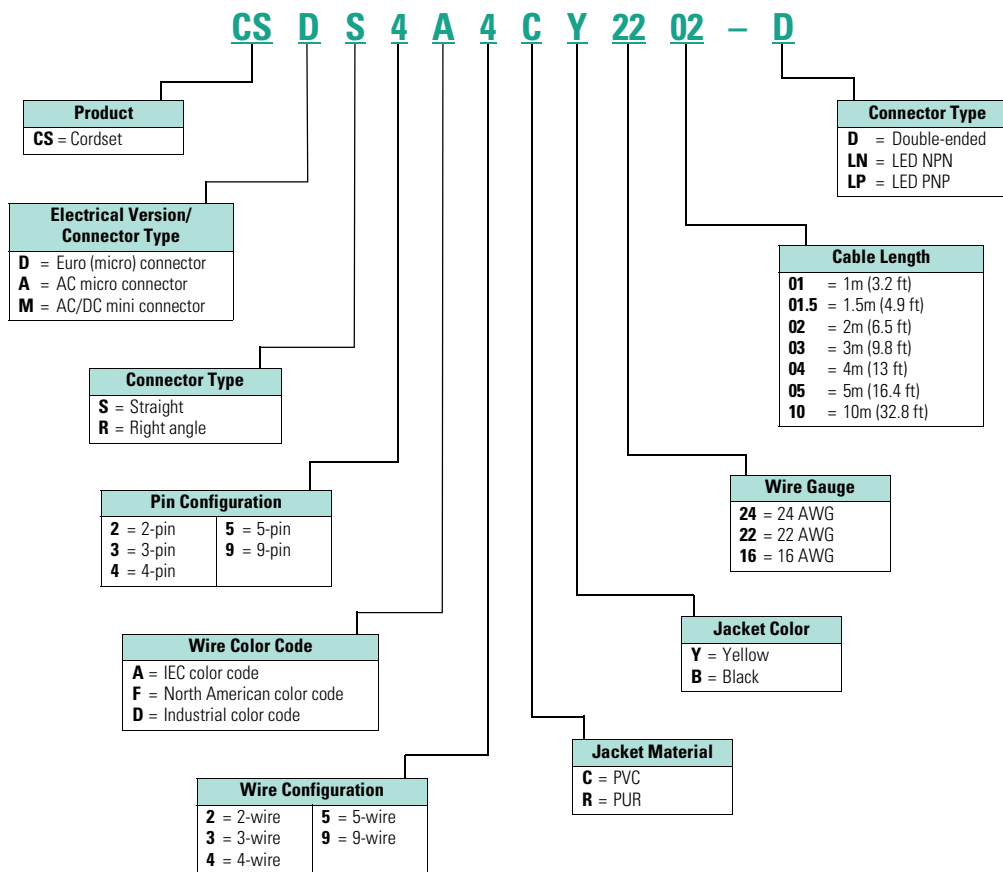 CS D S 4 A 4 C Y 22 02 – D
Product
CS = Cordset
Connector Type
D = Double-ended
LN = LED NPN
LP = LED PNP
Electrical Version/
Connector Type
D = Euro (micro) connector
A = AC micro connector
M = AC/DC mini connector
Cable Length
01 = 1m (3.2 ft)
01.5 = 1.5m (4.9 ft)
02 = 2m (6.5 ft)
03 = 3m (9.8 ft)
04 = 4m (13 ft)
05 = 5m (16.4 ft)
10 = 10m (32.8 ft)
Connector Type
S = Straight
R = Right angle
Wire Gauge
24 = 24 AWG
22 = 22 AWG
16 = 16 AWG
Pin Configuration
2 = 2-pin
3 = 3-pin
4 = 4-pin
5 = 5-pin
9 = 9-pin
Jacket Color
Y = Yellow
B = Black
Wire Color Code
A = IEC color code
F = North American color code
D = Industrial color code
Jacket Material
C = PVC
R = PUR
Wire Configuration
2 = 2-wire
3 = 3-wire
4 = 4-wire
5 = 5-wire
9 = 9-wire